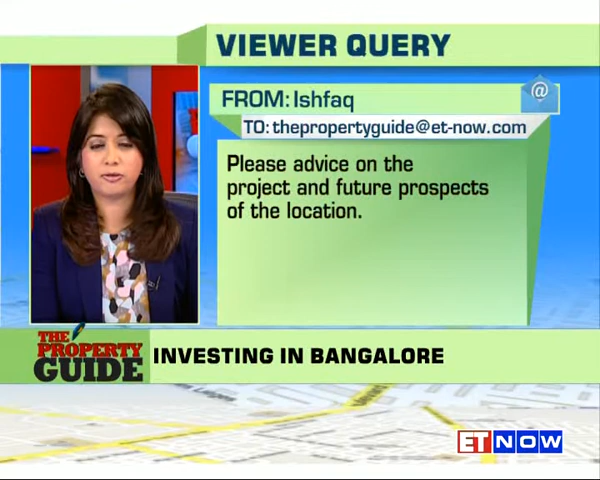 VIEWER QUERY
FROM: Ishfaq
@
TO: thepropertyguide@et-now.com
Please advice on the
project and future prospects
of the location.
THE
PROPERTY
GUIDE
INVESTING IN BANGALORE
ET NOW